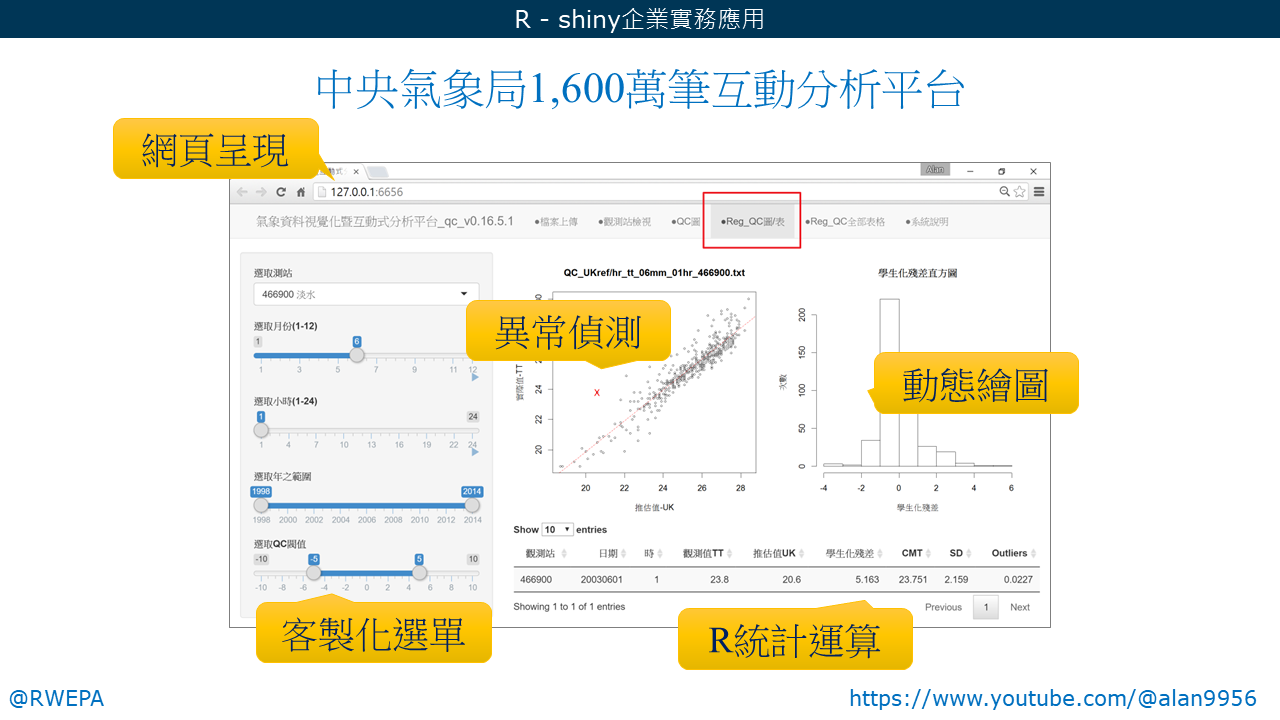 R - shiny企業實務應用
中央氣象局1,600萬筆互動分析平台
網頁呈現
Alan
127.0.0.1:6656
氣象資料視覺化暨互動式分析平台_qc_v0.16.5.1 ●檔案上傳 ●觀測站檢視 ●QC圖 ●Reg_QC圖/表 ●Reg_QC全部表格 ●系統說明
選取測站
466900 淡水
選取月份(1-12)
1 6
1 3 5 7 9 11 12
選取小時(1-24)
1 24
1 4 7 10 13 16 19 22 24
選取年之範圍
1998 2014
1998 2000 2002 2004 2006 2008 2010 2012 2014
選取QC閥值
-10 -5 5 10
-10 -8 -6 -4 -2 0 2 4 6 8 10
客製化選單
QC_UKref/hr_tt_06mm_01hr_466900.txt
異常偵測
實際值-TT
20 22 24 26 30
X
20 22 24 26 28
推估值-UK
學生化殘差直方圖
動態繪圖
次數
0 50 100 150 200
-4 -2 0 2 4 6
學生化殘差
Show 10 entries
觀測站 日期 時 觀測值TT 推估值UK 學生化殘差 CMT SD Outliers
466900 20030601 1 23.8 20.6 5.163 23.751 2.159 0.0227
Showing 1 to 1 of 1 entries
Previous 1 Next
R統計運算
@RWEPA
https://www.youtube.com/@alan9956